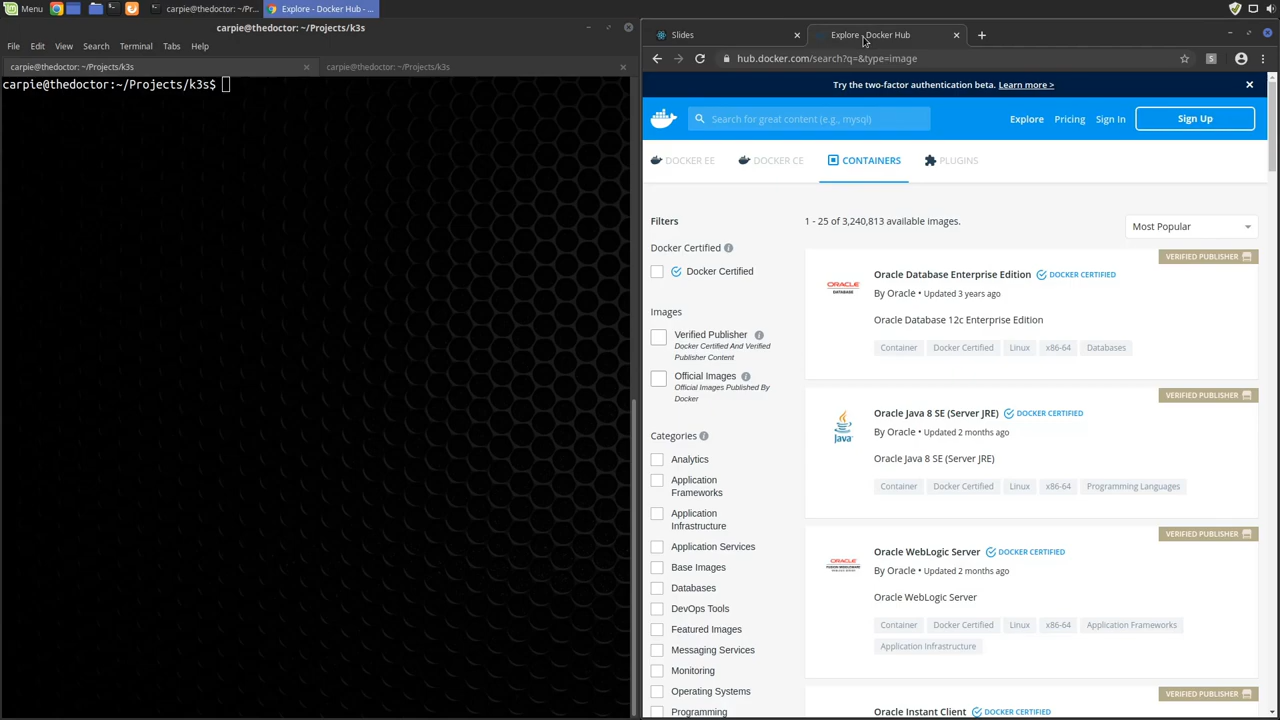 Menu
carpie@thedoctor: ~/Pr...
Explore - Docker Hub - ...
carpie@thedoctor: ~/Projects/k3s
File Edit View Search Terminal Tabs Help
carpie@thedoctor: ~/Projects/k3s
carpie@thedoctor: ~/Projects/k3s
carpie@thedoctor:~/Projects/k3s$
Slides
Explore - Docker Hub
hub.docker.com/search?q=&type=image
S
Try the two-factor authentication beta. Learn more >
Search for great content (e.g., mysql)
Explore
Pricing
Sign In
Sign Up
DOCKER EE
DOCKER CE
CONTAINERS
PLUGINS
Filters
Docker Certified
Docker Certified
Images
Verified Publisher
Docker Certified And Verified
Publisher Content
Official Images
Official Images Published By
Docker
Categories
Analytics
Application
Frameworks
Application
Infrastructure
Application Services
Base Images
Databases
DevOps Tools
Featured Images
Messaging Services
Monitoring
Operating Systems
Programming
1 - 25 of 3,240,813 available images.
Most Popular
VERIFIED PUBLISHER
ORACLE
DATABASE
Oracle Database Enterprise Edition
DOCKER CERTIFIED
By Oracle • Updated 3 years ago
Oracle Database 12c Enterprise Edition
Container Docker Certified Linux x86-64 Databases
VERIFIED PUBLISHER
Java
Oracle Java 8 SE (Server JRE)
DOCKER CERTIFIED
By Oracle • Updated 2 months ago
Oracle Java 8 SE (Server JRE)
Container Docker Certified Linux x86-64 Programming Languages
VERIFIED PUBLISHER
ORACLE
Oracle WebLogic Server
DOCKER CERTIFIED
By Oracle • Updated 2 months ago
Oracle WebLogic Server
Container Docker Certified Linux x86-64 Application Frameworks
Application Infrastructure
VERIFIED PUBLISHER
Oracle Instant Client
DOCKER CERTIFIED